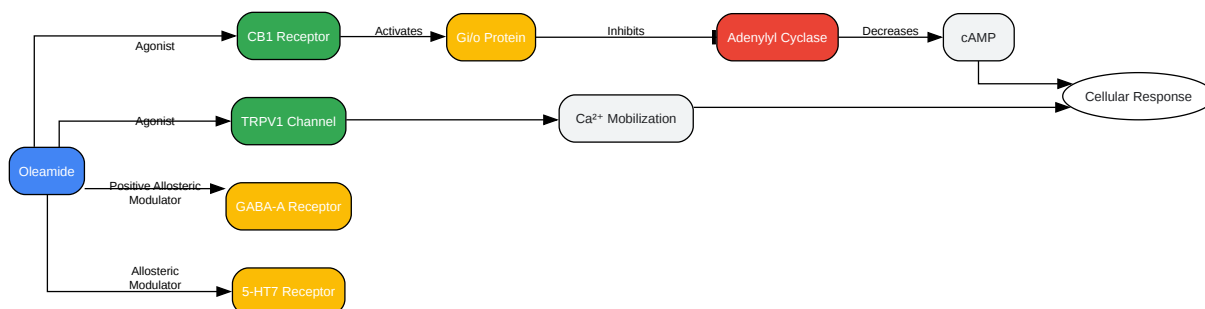 CB1 Receptor
Activates
Gi/o Protein
Inhibits
Adenylyl Cyclase
Decreases
cAMP
Agonist
Cellular Response
Agonist
TRPV1 Channel
Ca²⁺ Mobilization
Oleamide
Positive Allosteric
Modulator
GABA-A Receptor
Allosteric
Modulator
5-HT7 Receptor